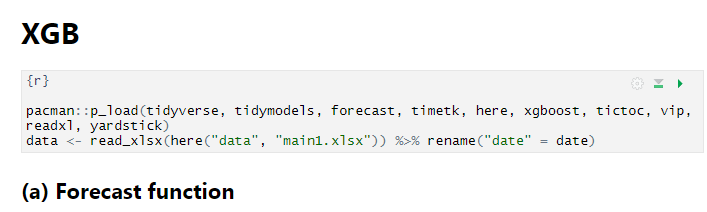 XGB
{r}
pacman::p_load(tidyverse, tidymodels, forecast, timetk, here, xgboost, tictoc, vip,
readxl, yardstick)
data <- read_xlsx(here("data", "main1.xlsx")) %>% rename("date" = date)
(a) Forecast function